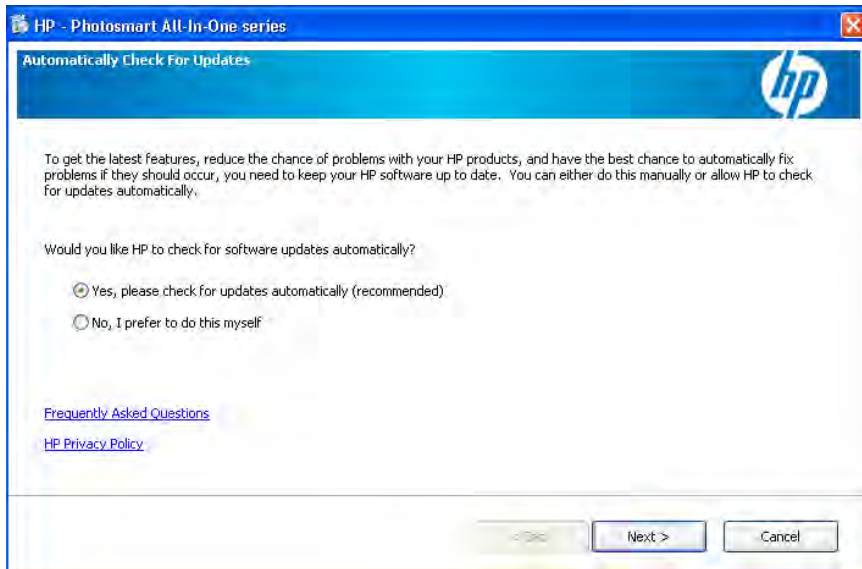 HP - Photosmart All-In-One series
Automatically Check For Updates
hp
To get the latest features, reduce the chance of problems with your HP products, and have the best chance to automatically fix
problems if they should occur, you need to keep your HP software up to date. You can either do this manually or allow HP to check
for updates automatically.
Would you like HP to check for software updates automatically?
Yes, please check for updates automatically (recommended)
No, I prefer to do this myself
Frequently Asked Questions
HP Privacy Policy
Next >
Cancel